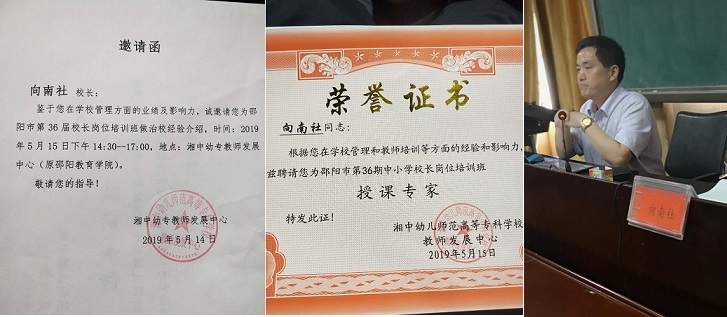 邀请函
向南社 校长：
鉴于您在学校管理方面的业绩及影响力，诚邀请您为邵
阳市第36届校长岗位培训班做治校经验介绍，时间：2019
年5月15日下午14:30--17:00，地点：湘中幼专教师发展
中心（原邵阳教育学院）。
敬请您的指导！
湘中幼专教师发展中心
2019年5月14日
荣誉证书
向南社同志：
根据您在学校管理和教师培训等方面的经验和影响力，
兹聘请您为邵阳市第36期中小学校长岗位培训班
授课专家
特发此证！
湘中幼儿师范高等专科学校
教师发展中心
2019年5月15日
向南社